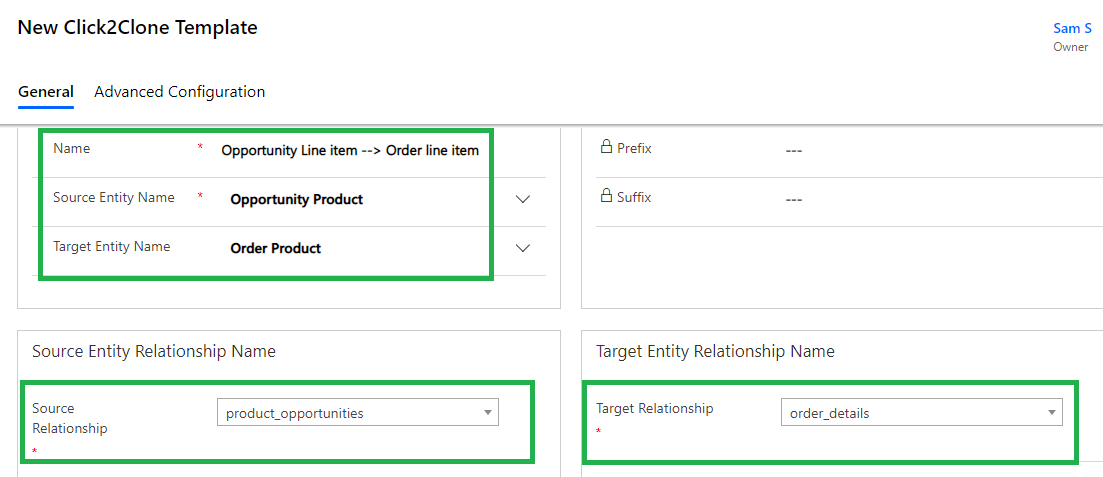 New Click2Clone Template
Sam S
Owner
General
Advanced Configuration
Name * Opportunity Line item --> Order line item
Source Entity Name * Opportunity Product
Target Entity Name Order Product
Prefix ---
Suffix ---
Source Entity Relationship Name
Source
Relationship
*
product_opportunities
Target Entity Relationship Name
Target Relationship
*
order_details